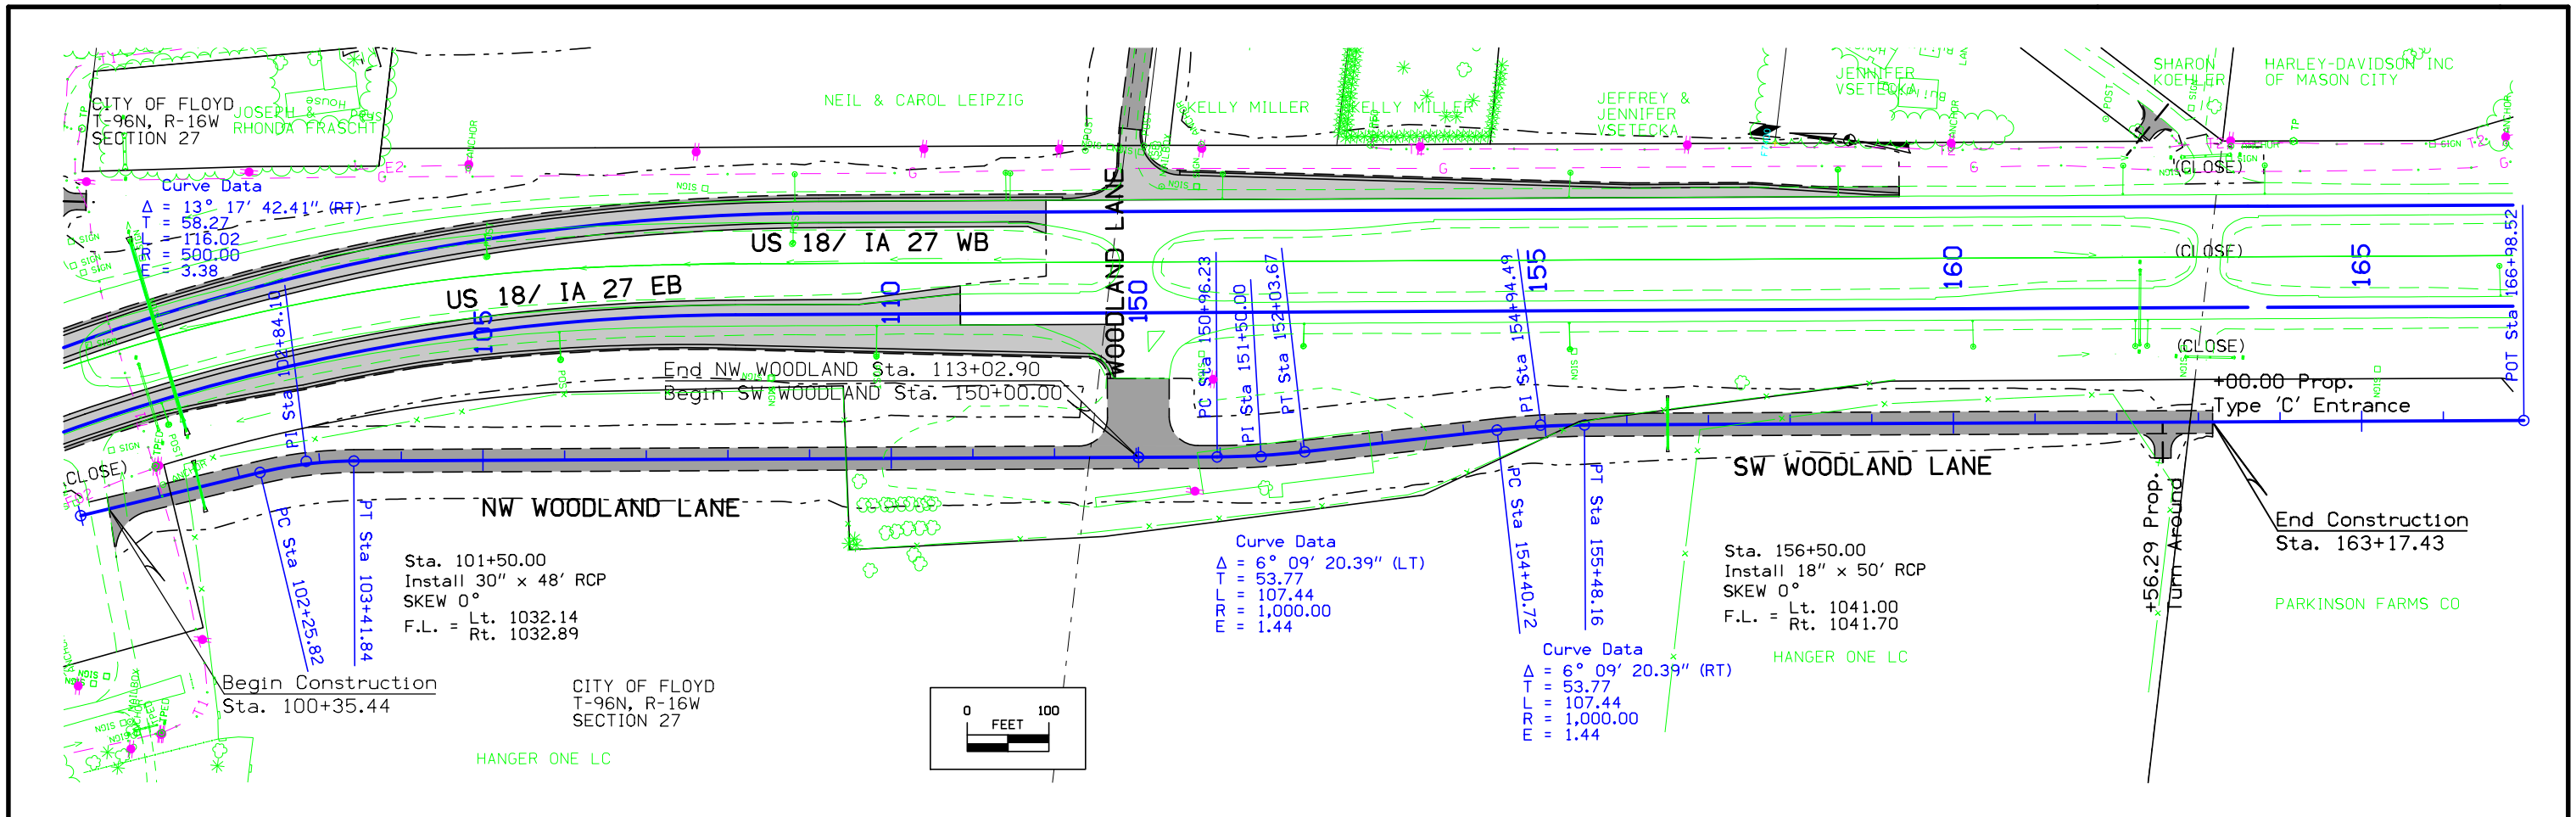 CITY OF FLOYD
T-96N, R-16W
SECTION 27
JOSEPH &
RHONDA FRASCHT
House
NEIL & CAROL LEIPZIG
KELLY MILLER
KELLY MILLER
JEFFREY &
JENNIFER
VSETECKA
JENNIFER
VSETECKA
SHARON
KOEHLER
HARLEY-DAVIDSON INC
OF MASON CITY
Curve Data
Δ = 13° 17' 42.41" (RT)
T = 58.27
L = 116.02
R = 500.00
E = 3.38
US 18/ IA 27 WB
US 18/ IA 27 EB
WOODLAND LANE
105
110
150
155
160
165
(CLOSE)
(CLOSE)
(CLOSE)
CLOSE)
PI Sta 102+84.10
PC Sta 150+96.23
PI Sta 151+50.00
PT Sta 152+03.67
PI Sta 154+94.49
POT Sta 166+98.52
End NW WOODLAND Sta. 113+02.90
Begin SW WOODLAND Sta. 150+00.00
+00.00 Prop.
Type 'C' Entrance
NW WOODLAND LANE
SW WOODLAND LANE
PC Sta 102+25.82
PT Sta 103+41.84
PC Sta 154+40.72
PT Sta 155+48.16
+56.29 Prop.
Turn Around
End Construction
Sta. 163+17.43
Sta. 101+50.00
Install 30" x 48' RCP
SKEW 0°
F.L. = Lt. 1032.14
Rt. 1032.89
Curve Data
Δ = 6° 09' 20.39" (LT)
T = 53.77
L = 107.44
R = 1,000.00
E = 1.44
Sta. 156+50.00
Install 18" x 50' RCP
SKEW 0°
F.L. = Lt. 1041.00
Rt. 1041.70
PARKINSON FARMS CO
Curve Data
Δ = 6° 09' 20.39" (RT)
T = 53.77
L = 107.44
R = 1,000.00
E = 1.44
HANGER ONE LC
Begin Construction
Sta. 100+35.44
CITY OF FLOYD
T-96N, R-16W
SECTION 27
HANGER ONE LC
0 100
FEET